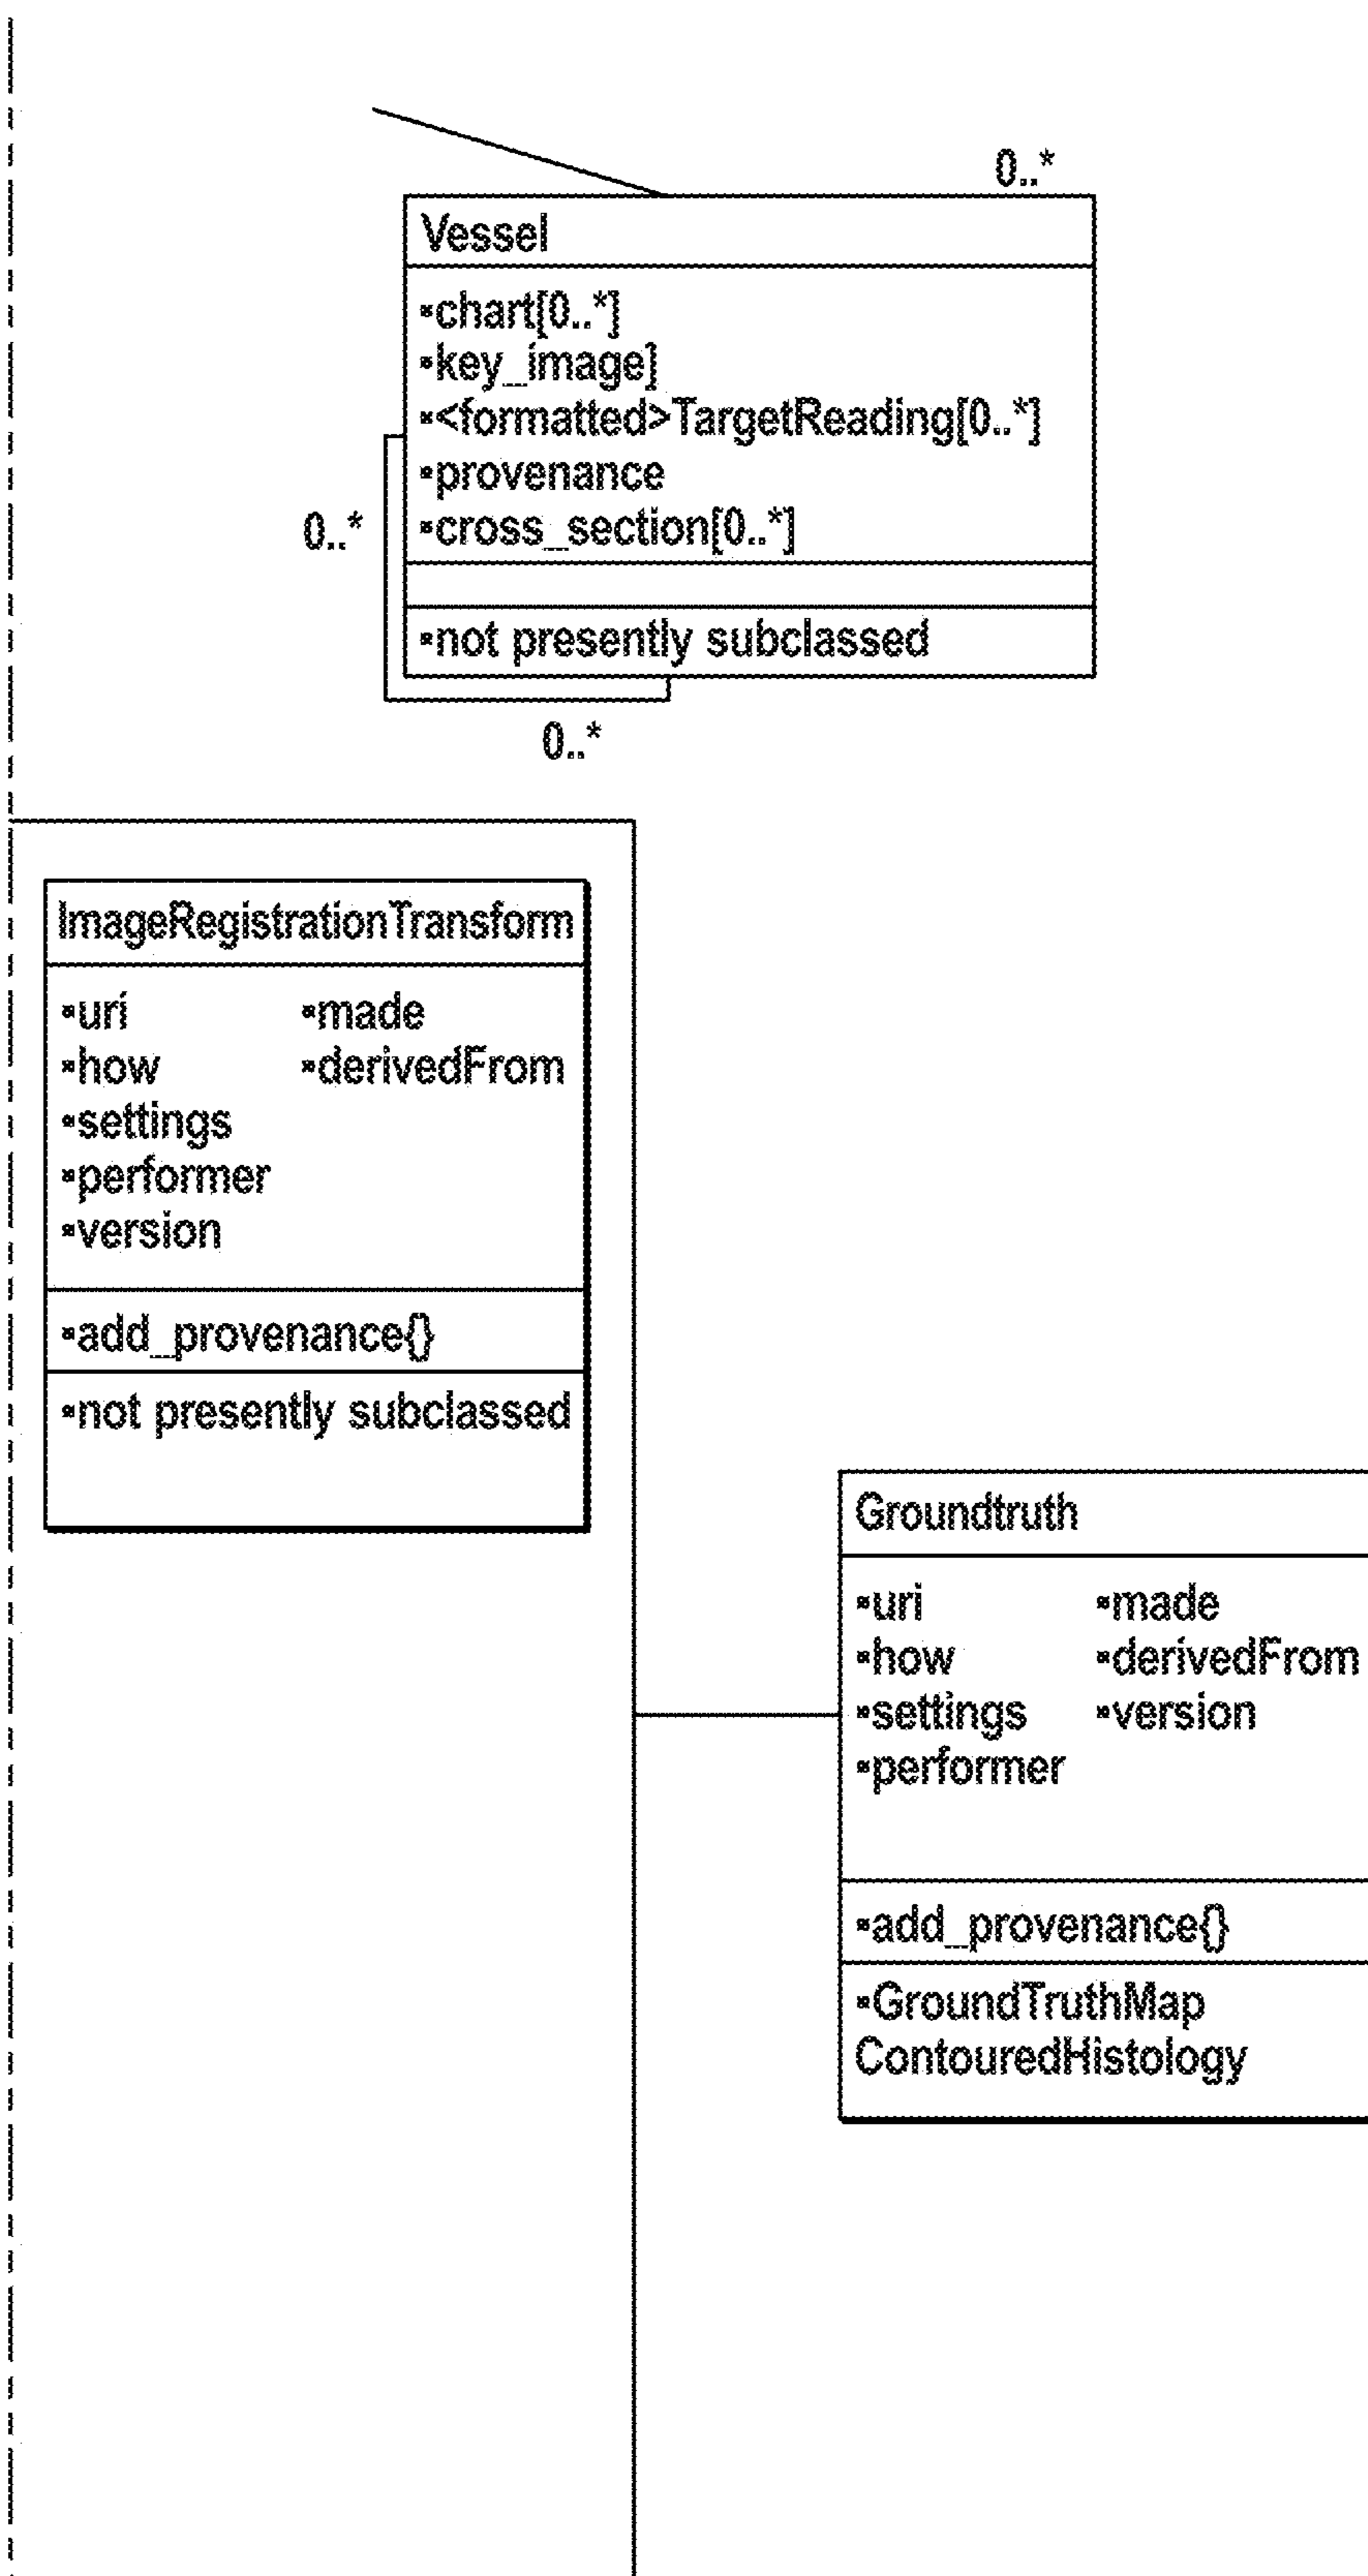 0..*
Vessel
▪chart[0..*]
▪key_image]
▪<formatted>TargetReading[0..*]
▪provenance
▪cross_section[0..*]
0..*
▪not presently subclassed
0..*
ImageRegistrationTransform
▪uri ▪made
▪how ▪derivedFrom
▪settings
▪performer
▪version
▪add_provenance{}
▪not presently subclassed
Groundtruth
▪uri ▪made
▪how ▪derivedFrom
▪settings ▪version
▪performer
▪add_provenance{}
▪GroundTruthMap
ContouredHistology